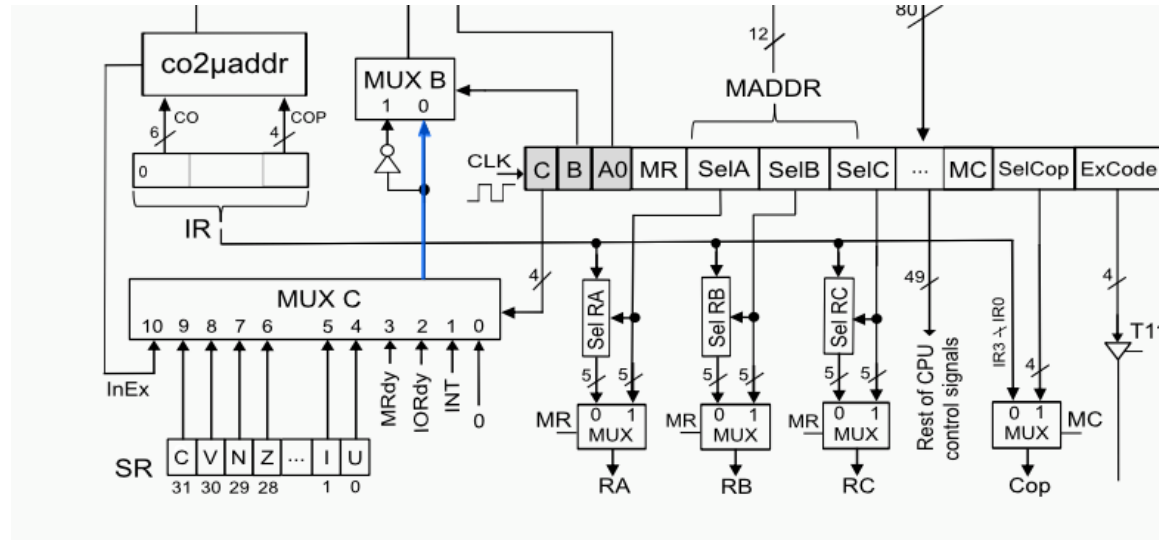 80
12
co2µaddr
MUX B
1 0
MADDR
6
CO
4
COP
0
IR
CLK
C B A0 MR SelA SelB SelC ... MC SelCop ExCode
MUX C
10 9 8 7 6 5 4 3 2 1 0
4
InEx
MRdy
IORdy
INT
0
Sel RA
Sel RB
Sel RC
5 5 5 5 5 5
49
Rest of CPU
control signals
IR3
IR0
4
4
T11
MR 0 1 MUX
MR 0 1 MUX
MR 0 1 MUX
0 1 MUX MC
RA RB RC Cop
SR
C V N Z ... I U
31 30 29 28 1 0